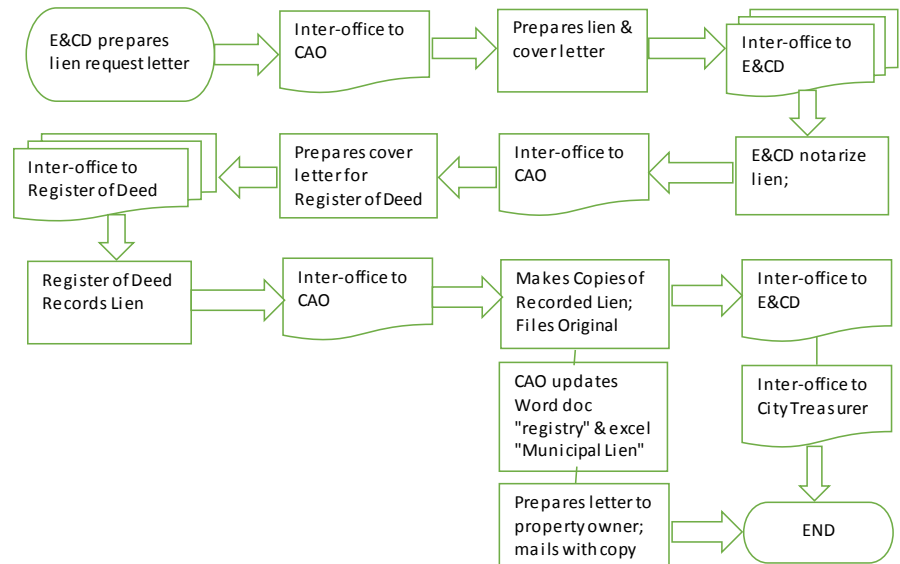 E&CD prepares
lien request letter
Inter-office to
CAO
Prepares lien &
cover letter
Inter-office to
E&CD
E&CD notarize
lien;
Inter-office to
CAO
Prepares cover
letter for
Register of Deed
Inter-office to
Register of Deed
Register of Deed
Records Lien
Inter-office to
CAO
Makes Copies of
Recorded Lien;
Files Original
Inter-office to
E&CD
Inter-office to
City Treasurer
CAO updates
Word doc
"registry" & excel
"Municipal Lien"
Prepares letter to
property owner;
mails with copy
END